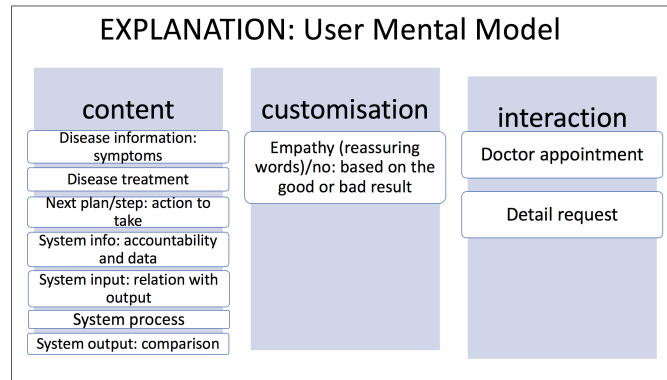 EXPLANATION: User Mental Model
content
Disease information:
symptoms
Disease treatment
Next plan/step: action to
take
System info: accountability
and data
System input: relation with
output
System process
System output: comparison
customisation
Empathy (reassuring
words)/no: based on the
good or bad result
interaction
Doctor appointment
Detail request